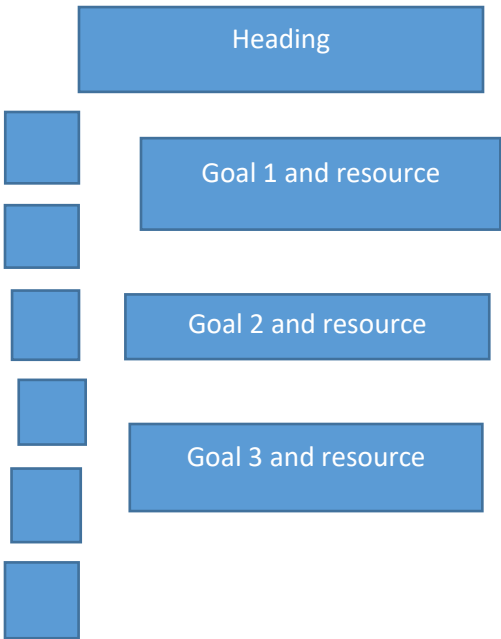 Heading
Goal 1 and resource
Goal 2 and resource
Goal 3 and resource